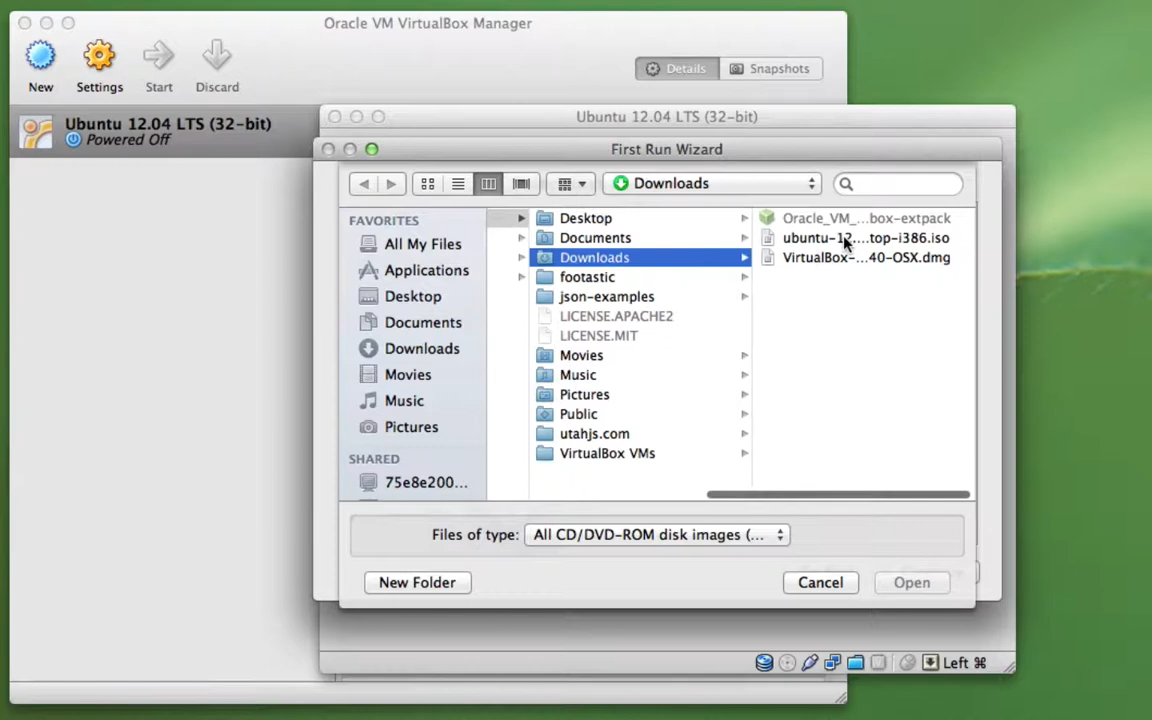 Oracle VM VirtualBox Manager
New
Settings
Start
Discard
Details
Snapshots
Ubuntu 12.04 LTS (32-bit)
Powered Off
Ubuntu 12.04 LTS (32-bit)
First Run Wizard
Downloads
FAVORITES
All My Files
Applications
Desktop
Documents
Downloads
Movies
Music
Pictures
SHARED
75e8e200...
Desktop
Documents
Downloads
footastic
json-examples
LICENSE.APACHE2
LICENSE.MIT
Movies
Music
Pictures
Public
utahjs.com
VirtualBox VMs
Oracle_VM_...box-extpack
ubuntu-12....top-i386.iso
VirtualBox-...40-OSX.dmg
Files of type:
All CD/DVD-ROM disk images (...
New Folder
Cancel
Open
Left ⌘